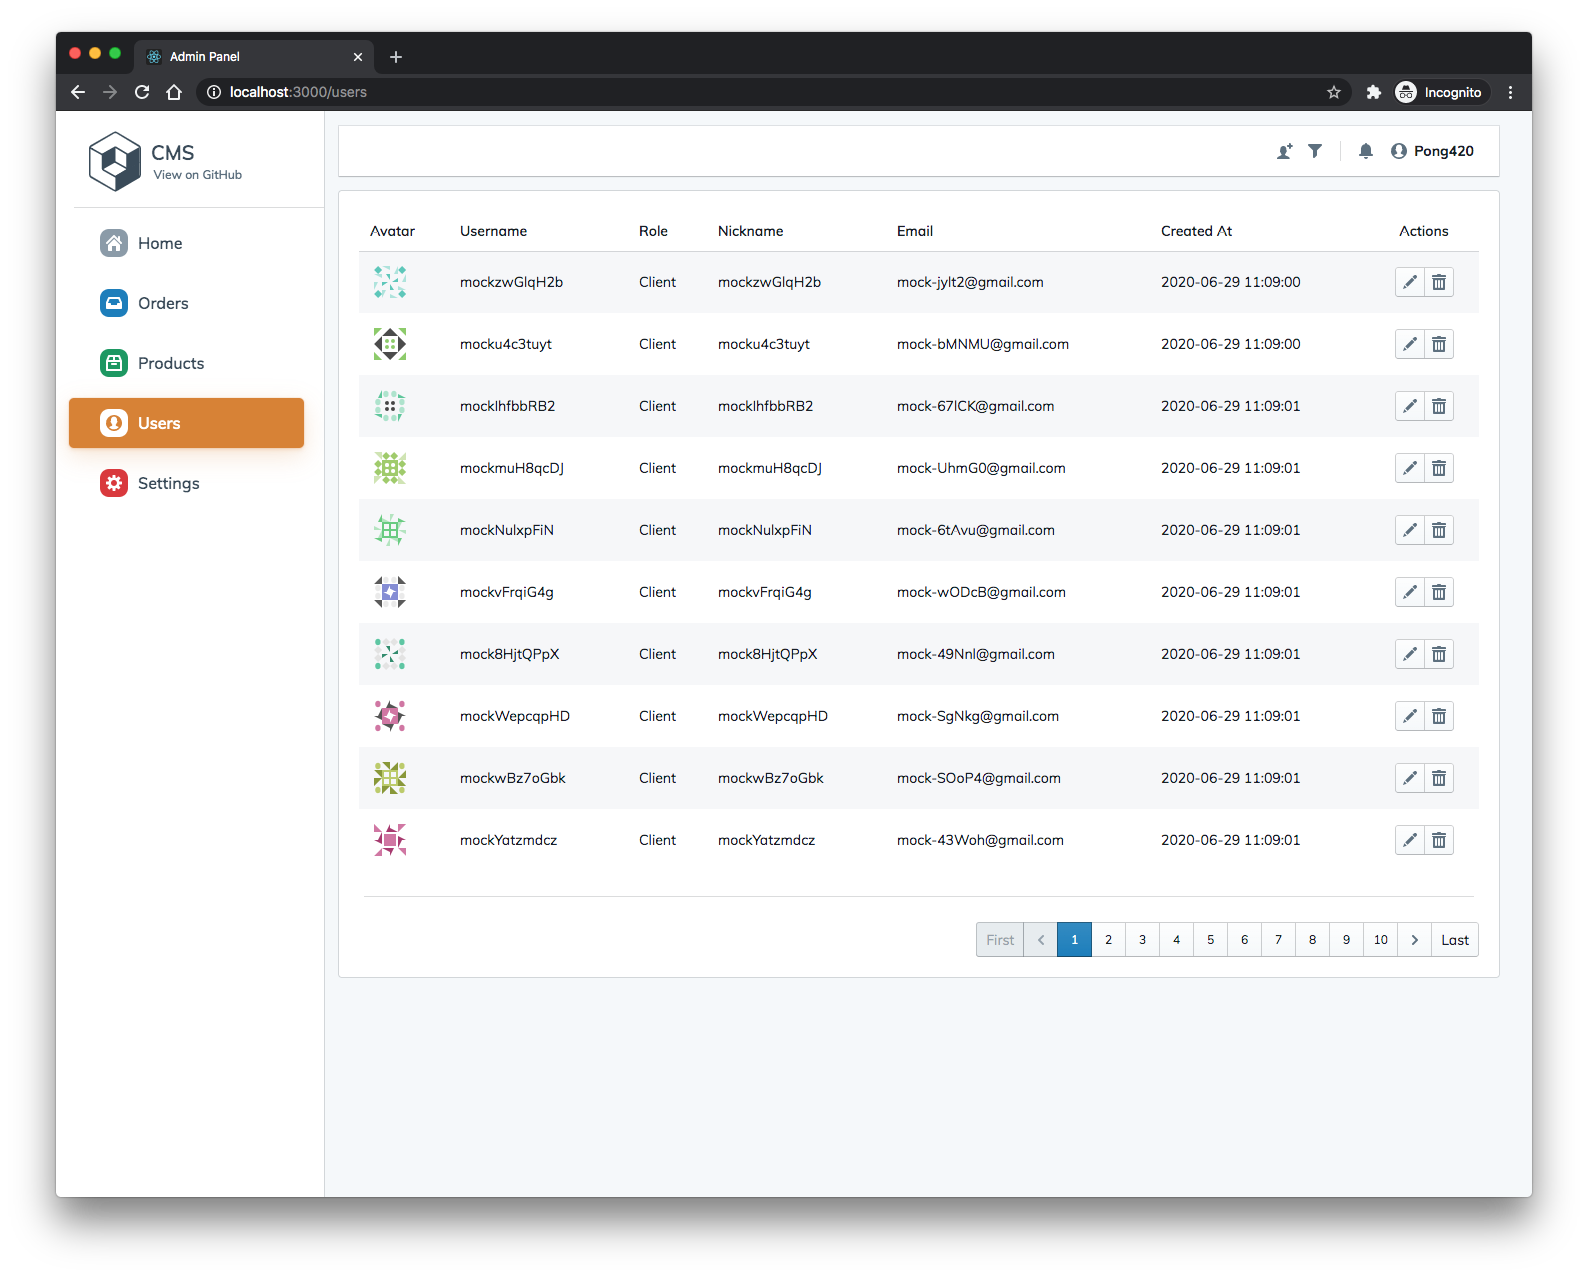 Admin Panel
localhost:3000/users
Incognito
CMS
View on GitHub
Pong420
Home
Orders
Products
Users
Settings
Avatar Username Role Nickname Email Created At Actions
mockzwGlqH2b Client mockzwGlqH2b mock-jylt2@gmail.com 2020-06-29 11:09:00
mocku4c3tuyt Client mocku4c3tuyt mock-bMNMU@gmail.com 2020-06-29 11:09:00
mocklhfbbRB2 Client mocklhfbbRB2 mock-67lCK@gmail.com 2020-06-29 11:09:01
mockmuH8qcDJ Client mockmuH8qcDJ mock-UhmG0@gmail.com 2020-06-29 11:09:01
mockNulxpFiN Client mockNulxpFiN mock-6tAvu@gmail.com 2020-06-29 11:09:01
mockvFrqiG4g Client mockvFrqiG4g mock-wODcB@gmail.com 2020-06-29 11:09:01
mock8HjtQPpX Client mock8HjtQPpX mock-49Nnl@gmail.com 2020-06-29 11:09:01
mockWepcqpHD Client mockWepcqpHD mock-SgNkg@gmail.com 2020-06-29 11:09:01
mockwBz7oGbk Client mockwBz7oGbk mock-SOoP4@gmail.com 2020-06-29 11:09:01
mockYatzmdcz Client mockYatzmdcz mock-43Woh@gmail.com 2020-06-29 11:09:01
First 1 2 3 4 5 6 7 8 9 10 Last